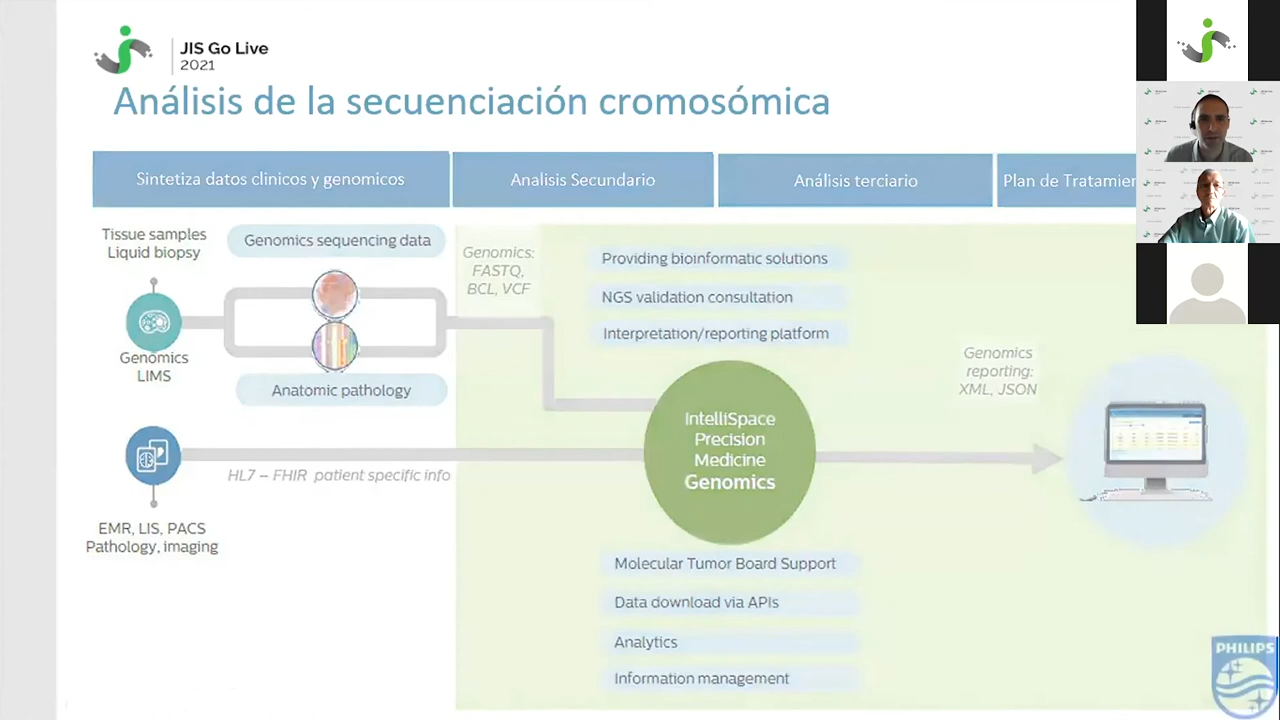 JIS Go Live
2021
Análisis de la secuenciación cromosómica
Sintetiza datos clinicos y genomicos
Analisis Secundario
Análisis terciario
Plan de Tratamien
Tissue samples
Liquid biopsy
Genomics sequencing data
Genomics
LIMS
Anatomic pathology
Genomics:
FASTQ,
BCL, VCF
Providing bioinformatic solutions
NGS validation consultation
Interpretation/reporting platform
IntelliSpace
Precision
Medicine
Genomics
Genomics
reporting:
XML, JSON
HL7 – FHIR patient specific info
EMR, LIS, PACS
Pathology, imaging
Molecular Tumor Board Support
Data download via APIs
Analytics
Information management
PHILIPS